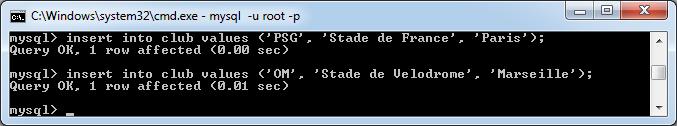 C:\Windows\system32\cmd.exe - mysql -u root -p
mysql> insert into club values ('PSG', 'Stade de France', 'Paris');
Query OK, 1 row affected (0.00 sec)
mysql> insert into club values ('OM', 'Stade de Velodrome', 'Marseille');
Query OK, 1 row affected (0.01 sec)
mysql> _